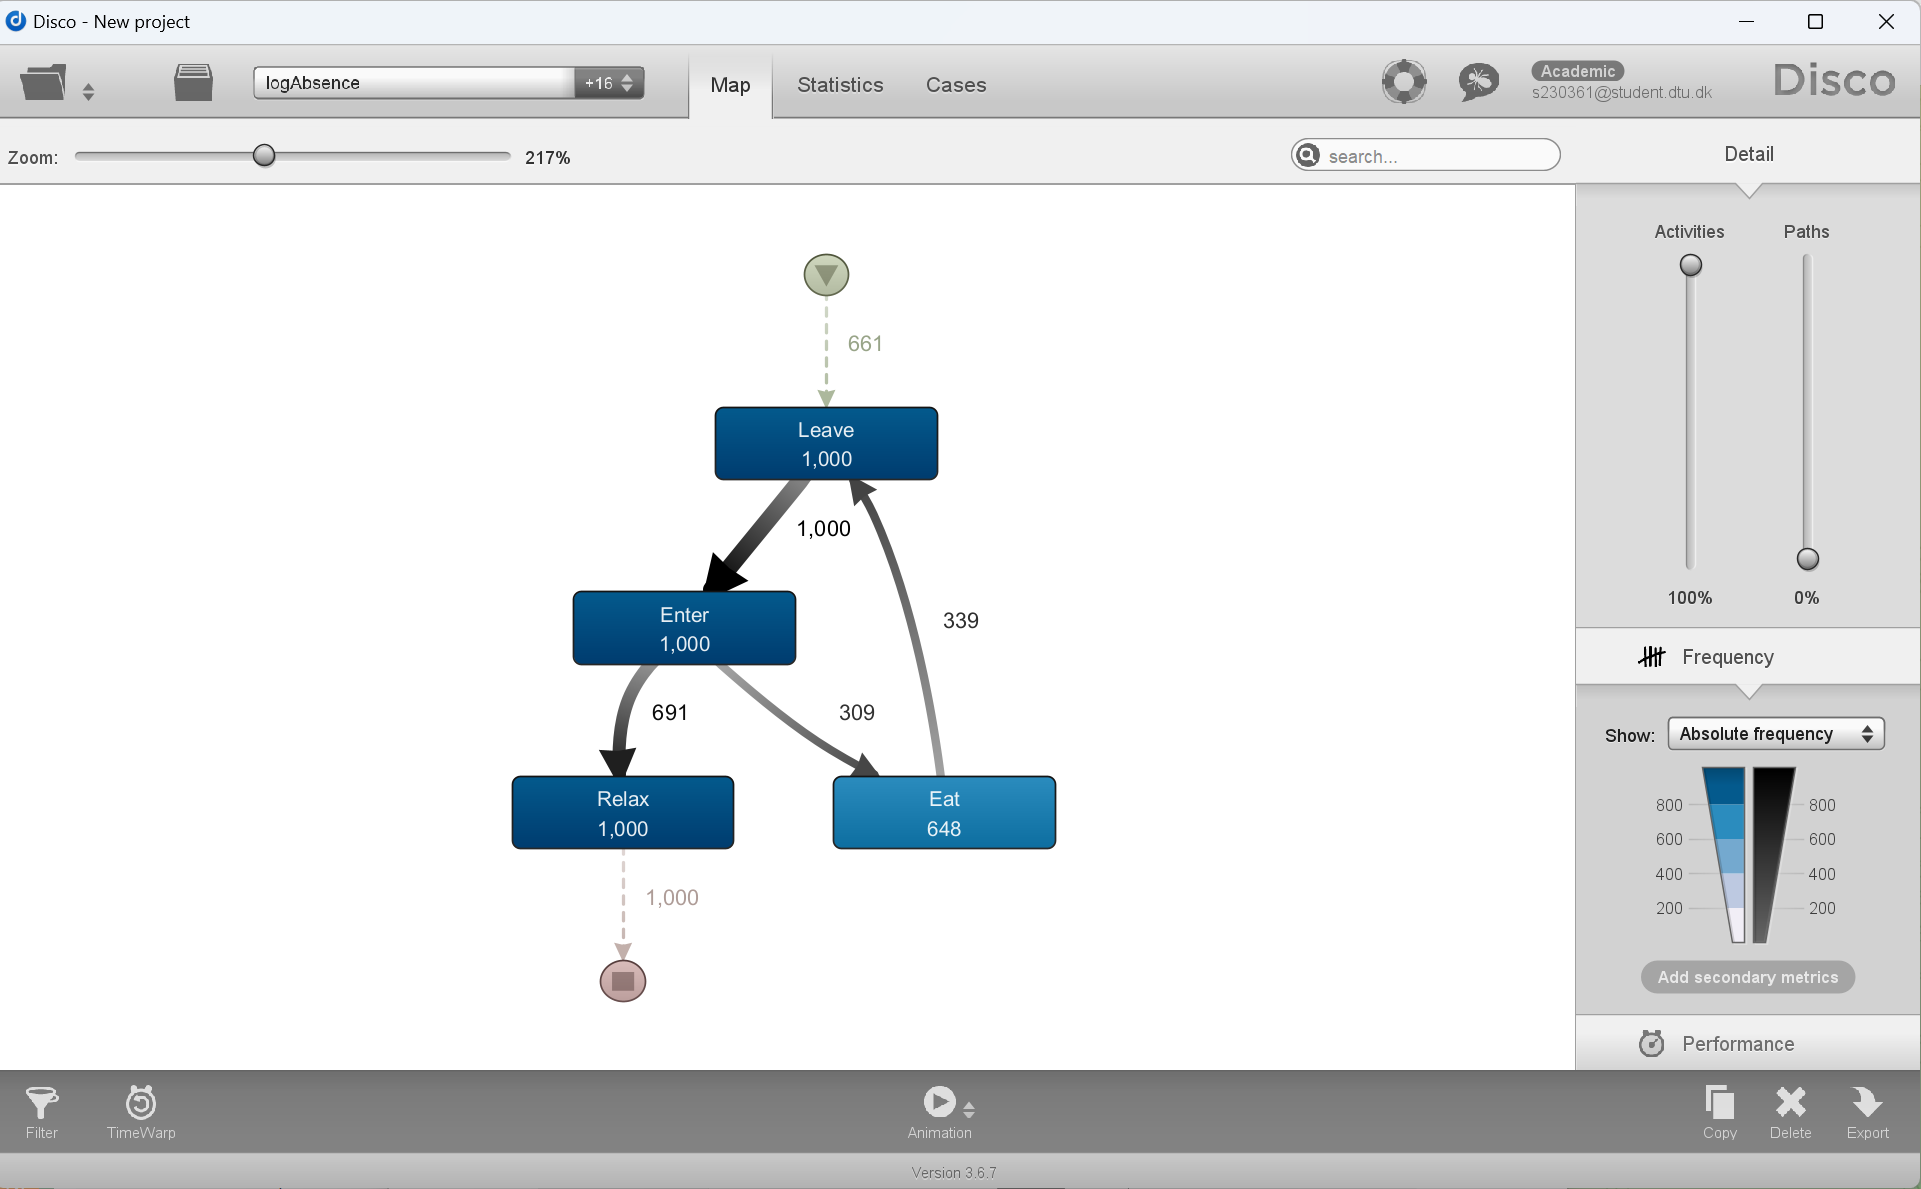 Disco - New project
logAbsence
+16
Map
Statistics
Cases
Academic
s230361@student.dtu.dk
Disco
Zoom:
217%
search...
Detail
Activities
Paths
100%
0%
661
Leave
1,000
1,000
339
Enter
1,000
691
309
Relax
1,000
Eat
648
1,000
Frequency
Show:
Absolute frequency
800
800
600
600
400
400
200
200
Add secondary metrics
Performance
Filter
TimeWarp
Animation
Copy
Delete
Export
Version 3.6.7